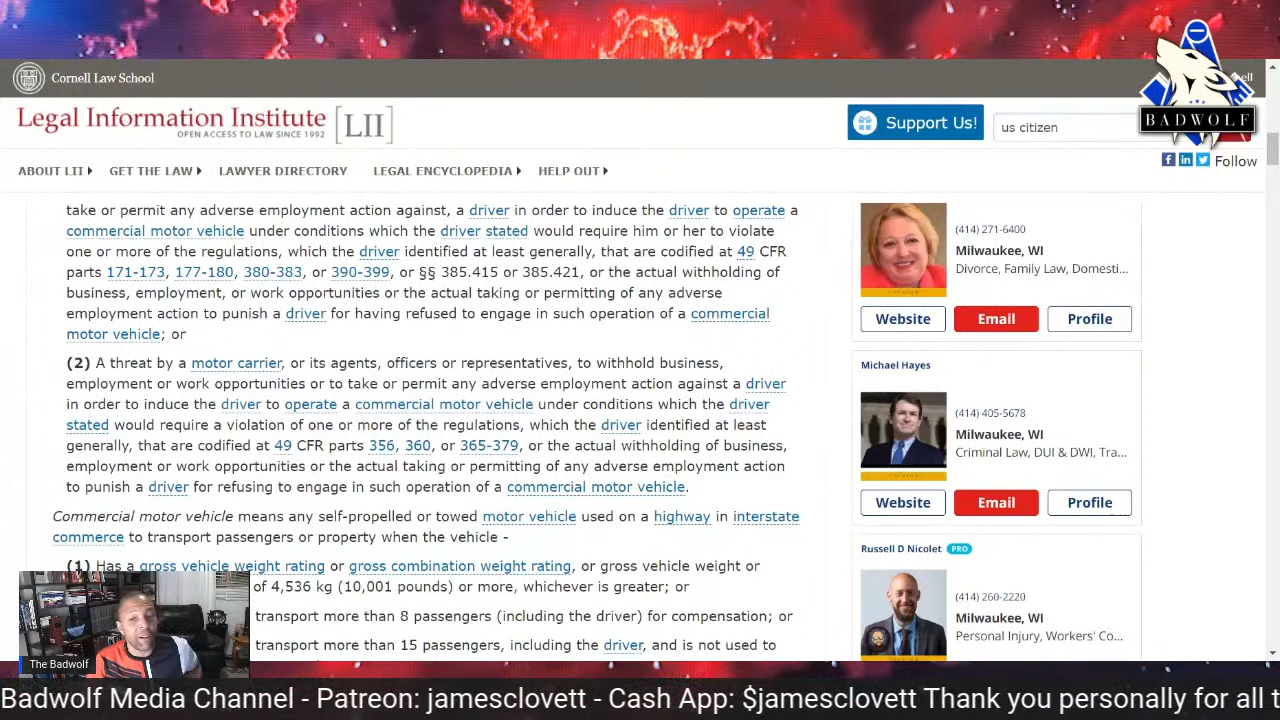 Cornell Law School
Legal Information Institute [LII]
OPEN ACCESS TO LAW SINCE 1992
Support Us!
us citizen
BADWOLF
Follow
ABOUT LII
GET THE LAW
LAWYER DIRECTORY
LEGAL ENCYCLOPEDIA
HELP OUT
take or permit any adverse employment action against, a driver in order to induce the driver to operate a
commercial motor vehicle under conditions which the driver stated would require him or her to violate
one or more of the regulations, which the driver identified at least generally, that are codified at 49 CFR
parts 171-173, 177-180, 380-383, or 390-399, or §§ 385.415 or 385.421, or the actual withholding of
business, employment, or work opportunities or the actual taking or permitting of any adverse
employment action to punish a driver for having refused to engage in such operation of a commercial
motor vehicle; or
(2) A threat by a motor carrier, or its agents, officers or representatives, to withhold business,
employment or work opportunities or to take or permit any adverse employment action against a driver
in order to induce the driver to operate a commercial motor vehicle under conditions which the driver
stated would require a violation of one or more of the regulations, which the driver identified at least
generally, that are codified at 49 CFR parts 356, 360, or 365-379, or the actual withholding of business,
employment or work opportunities or the actual taking or permitting of any adverse employment action
to punish a driver for refusing to engage in such operation of a commercial motor vehicle.
Commercial motor vehicle means any self-propelled or towed motor vehicle used on a highway in interstate
commerce to transport passengers or property when the vehicle -
(1) Has a gross vehicle weight rating or gross combination weight rating, or gross vehicle weight or
of 4,536 kg (10,001 pounds) or more, whichever is greater; or
transport more than 8 passengers (including the driver) for compensation; or
transport more than 15 passengers, including the driver, and is not used to
(414) 271-6400
Milwaukee, WI
Divorce, Family Law, Domesti...
Website
Email
Profile
Michael Hayes
(414) 405-5678
Milwaukee, WI
Criminal Law, DUI & DWI, Tra...
Website
Email
Profile
Russell D Nicolet PRO
(414) 260-2220
Milwaukee, WI
Personal Injury, Workers' Co...
The Badwolf
Badwolf Media Channel - Patreon: jamesclovett - Cash App: $jamesclovett Thank you personally for all t